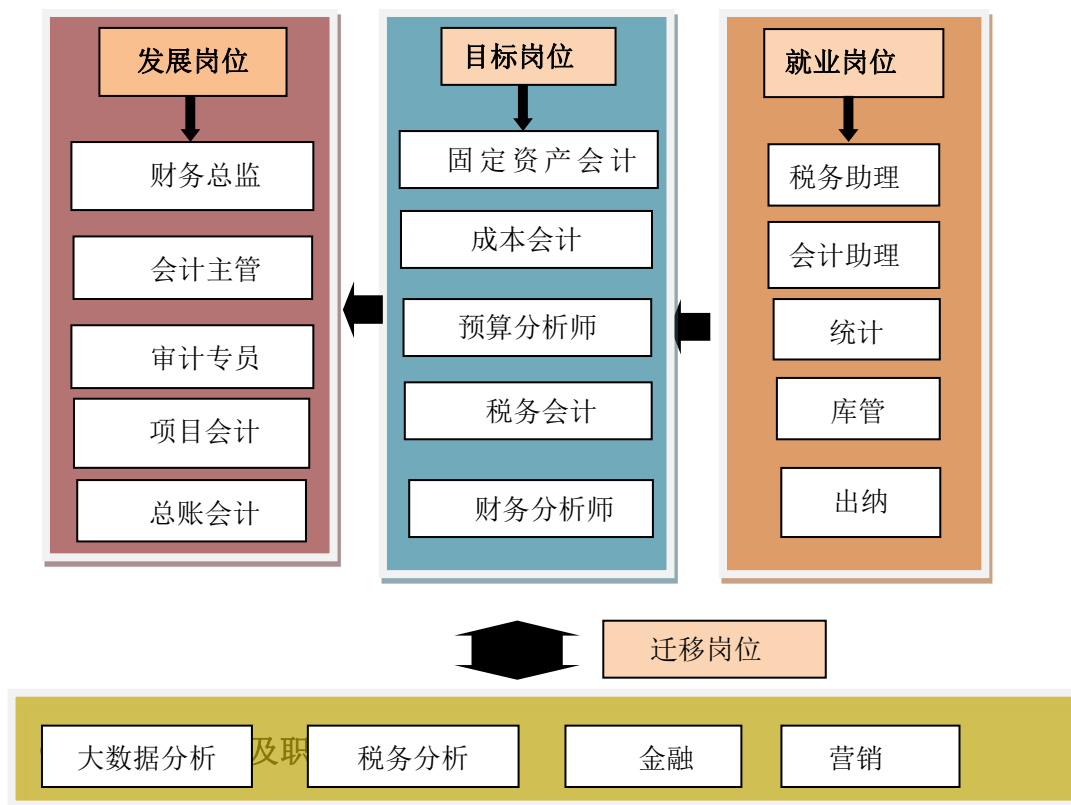 发展岗位
财务总监
会计主管
审计专员
项目会计
总账会计
目标岗位
固定资产会计
成本会计
预算分析师
税务会计
财务分析师
就业岗位
税务助理
会计助理
统计
库管
出纳
迁移岗位
大数据分析
及职
税务分析
金融
营销